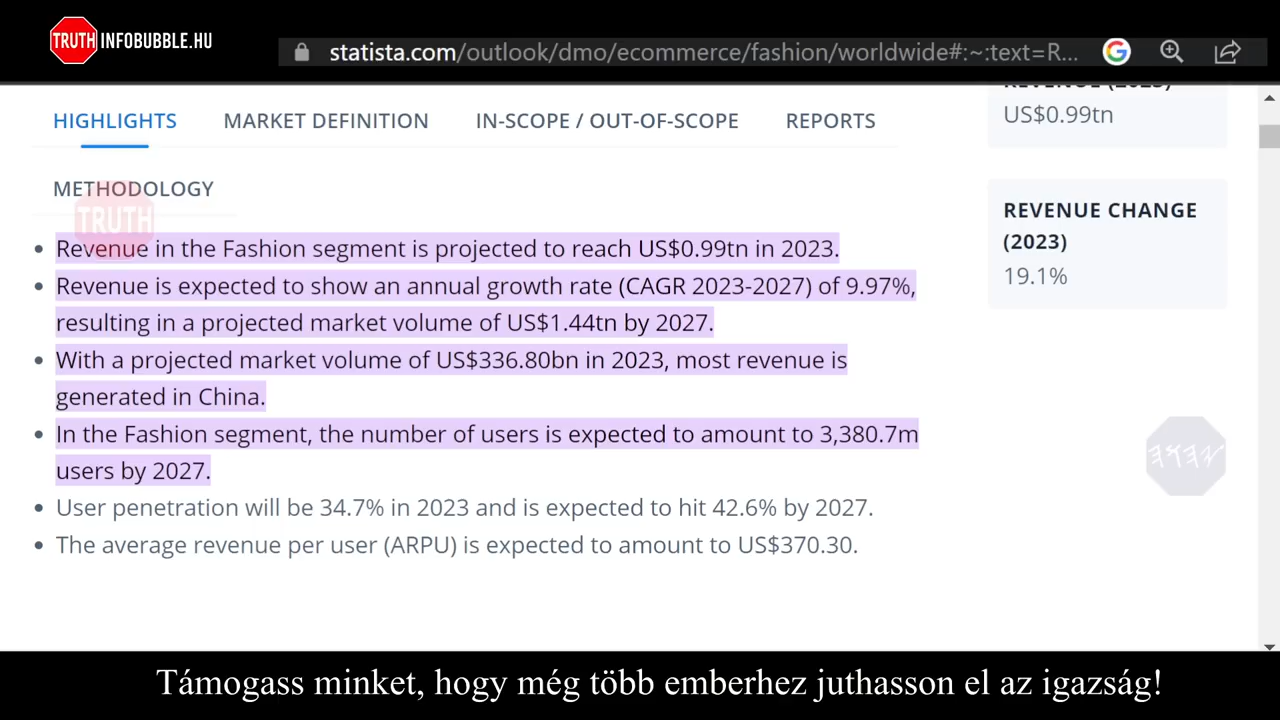 TRUTH INFOBUBBLE.HU
statista.com/outlook/dmo/ecommerce/fashion/worldwide#:~:text=R...
HIGHLIGHTS MARKET DEFINITION IN-SCOPE / OUT-OF-SCOPE REPORTS
METHODOLOGY
TRUTH
• Revenue in the Fashion segment is projected to reach US$0.99tn in 2023.
• Revenue is expected to show an annual growth rate (CAGR 2023-2027) of 9.97%,
resulting in a projected market volume of US$1.44tn by 2027.
• With a projected market volume of US$336.80bn in 2023, most revenue is
generated in China.
• In the Fashion segment, the number of users is expected to amount to 3,380.7m
users by 2027.
• User penetration will be 34.7% in 2023 and is expected to hit 42.6% by 2027.
• The average revenue per user (ARPU) is expected to amount to US$370.30.
REVENUE (2023)
US$0.99tn
REVENUE CHANGE
(2023)
19.1%
Támogass minket, hogy még több emberhez juthasson el az igazság!